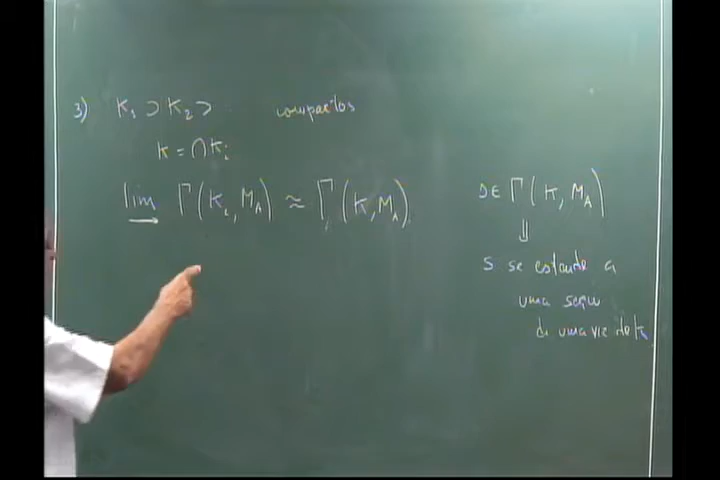 3) K₁ ⊃ K₂ ⊃ compactos
K = ∩Kᵢ
lim Γ(Kᵢ, M_A) ≈ Γ(K, M_A)
→
s ∈ Γ(K, M_A)
⇓
s se estende a
uma seção
de uma viz de K